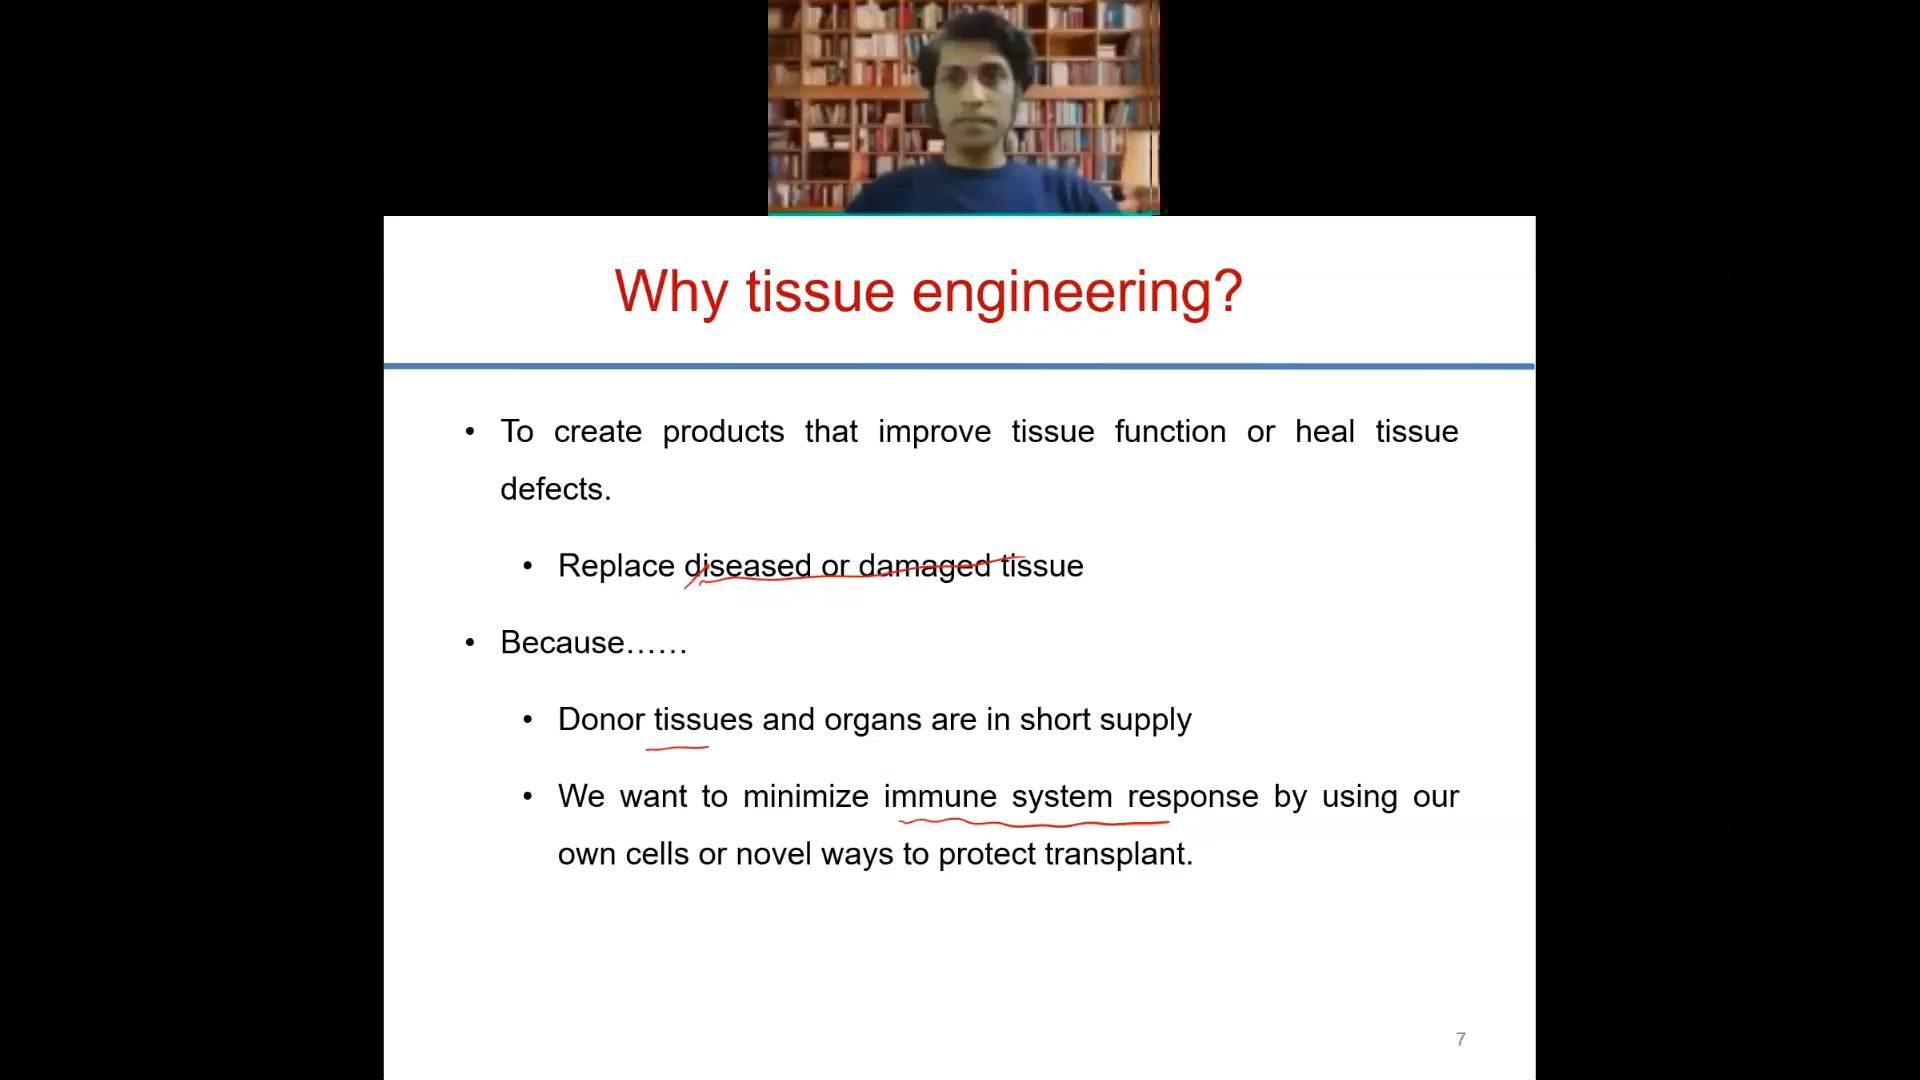 Why tissue engineering?
• To create products that improve tissue function or heal tissue
defects.
• Replace diseased or damaged tissue
• Because……
• Donor tissues and organs are in short supply
• We want to minimize immune system response by using our
own cells or novel ways to protect transplant.
7